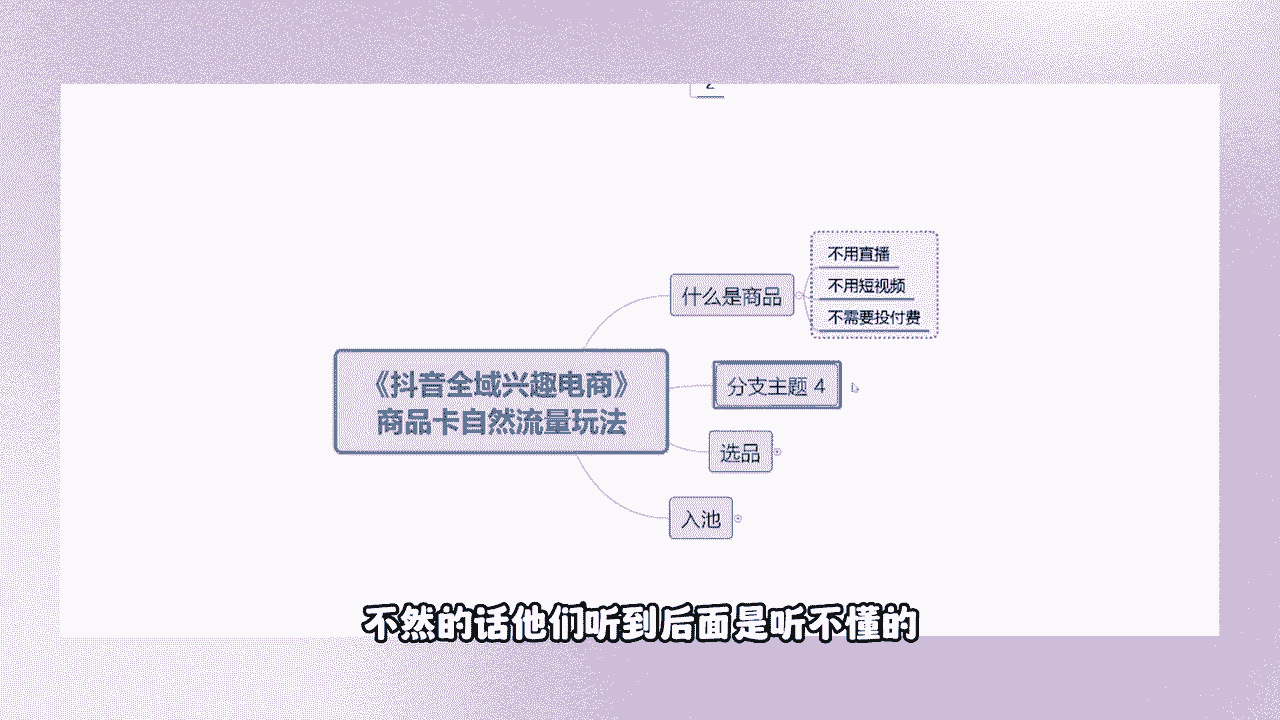 2
不用直播
什么是商品
不用短视频
不需要投付费
《抖音全域兴趣电商》
商品卡自然流量玩法
分支主题 4
选品
入池
不然的话他们听到后面是听不懂的